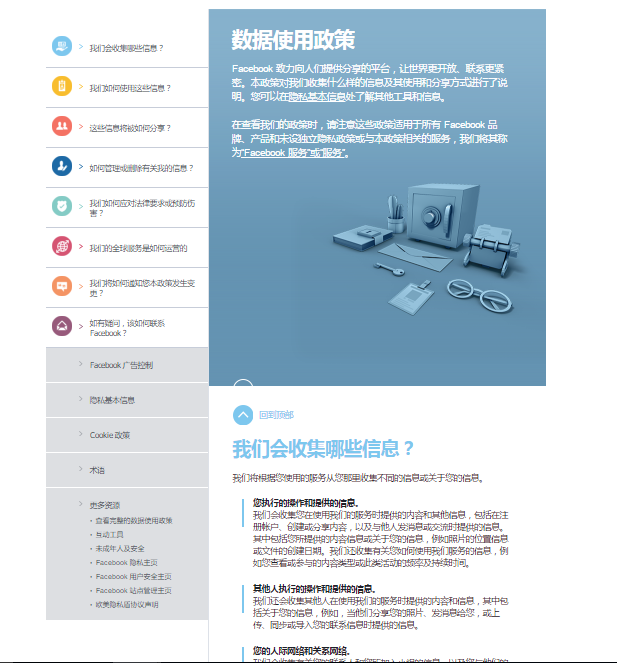 我们会收集哪些信息？
我们如何使用这些信息？
这些信息将被如何分享？
如何管理或删除有关我的信息？
我们如何应对法律要求或预防伤
害？
我们的全球服务是如何运营的
我们将如何通知您本政策发生变
更？
如有疑问，该如何联系
Facebook？
Facebook 广告控制
隐私基本信息
Cookie 政策
术语
更多资源
查看完整的数据使用政策
互动工具
未成年人及安全
Facebook 隐私主页
Facebook 用户安全主页
Facebook 站点管理主页
欧美隐私盾协议声明
数据使用政策
Facebook 致力向人们提供分享的平台，让世界更开放、联系更紧
密。本政策对我们收集什么样的信息及其使用和分享方式进行了说
明。您可以在隐私基本信息处了解其他工具和信息。
在查看我们的政策时，请注意这些政策适用于所有 Facebook 品
牌、产品和未设独立隐私政策或与本政策相关的服务，我们将其称
为“Facebook 服务”或“服务”。
回到顶部
我们会收集哪些信息？
我们将根据您使用的服务从您那里收集不同的信息或关于您的信息。
您执行的操作和提供的信息。
我们会收集您在使用我们的服务时提供的内容和其他信息，包括在注
册帐户、创建或分享内容，以及与他人发消息或交流时提供的信息。
其中包括您所提供的内容信息或关于您的信息，例如照片的位置信息
或文件的创建日期。我们还收集有关您如何使用我们服务的信息，例
如您查看或参与的内容类型或此类活动的频率及持续时间。
其他人执行的操作和提供的信息。
我们还会收集其他人在使用我们的服务时提供的内容和信息，其中包
括关于您的信息，例如，当他们分享您的照片、发消息给您，或上
传、同步或导入您的联系信息时提供的信息。
您的人际网络和关系网络。